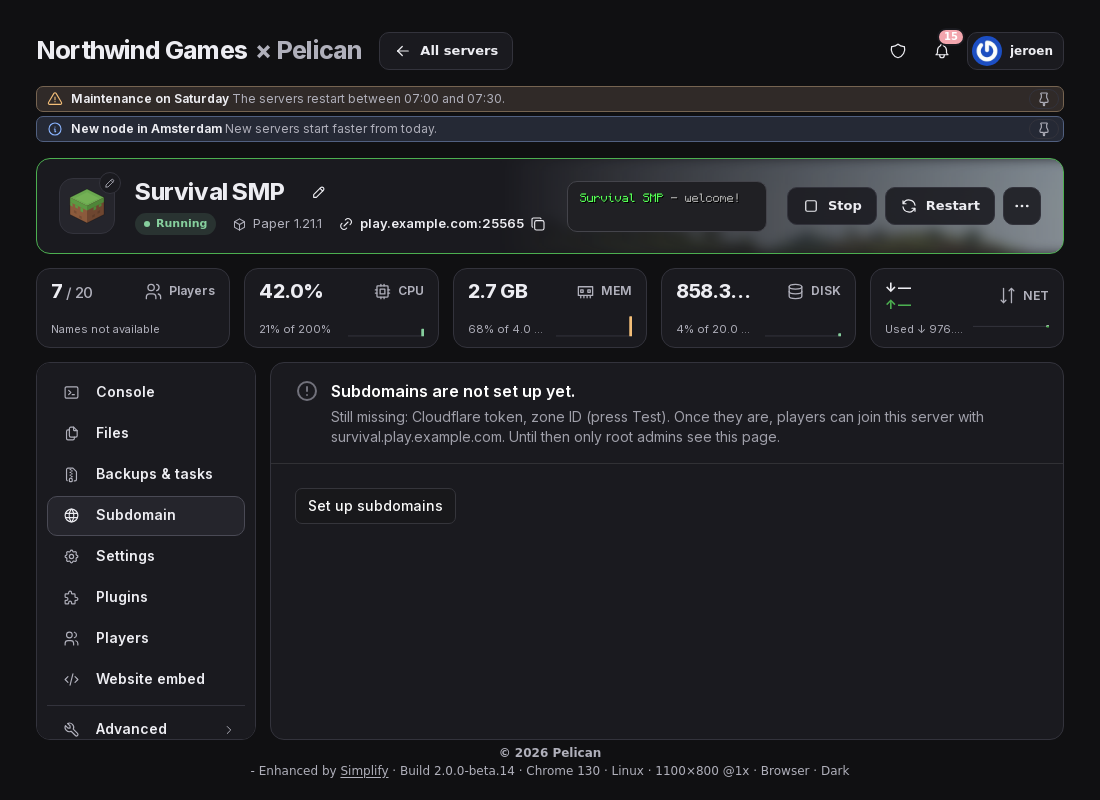 Northwind Games × Pelican
All servers
15
jeroen
Maintenance on Saturday The servers restart between 07:00 and 07:30.
New node in Amsterdam New servers start faster from today.
Survival SMP
Running
Paper 1.21.1
play.example.com:25565
Survival SMP - welcome!
Stop
Restart
7 / 20
Players
Names not available
42.0%
CPU
21% of 200%
2.7 GB
MEM
68% of 4.0 ...
858.3...
DISK
4% of 20.0 ...
↓—
↑—
NET
Used ↓ 976....
Console
Files
Backups & tasks
Subdomain
Settings
Plugins
Players
Website embed
Advanced
Subdomains are not set up yet.
Still missing: Cloudflare token, zone ID (press Test). Once they are, players can join this server with
survival.play.example.com. Until then only root admins see this page.
Set up subdomains
© 2026 Pelican
- Enhanced by Simplify · Build 2.0.0-beta.14 · Chrome 130 · Linux · 1100×800 @1x · Browser · Dark